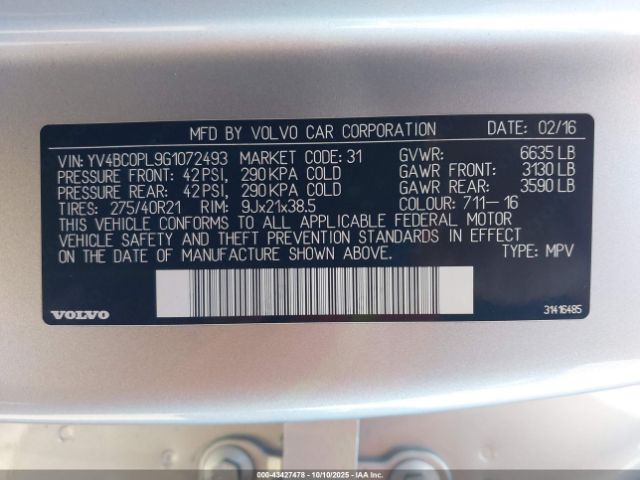 MFD BY VOLVO CAR CORPORATION DATE: 02/16
VIN: YV4BC0PL9G1072493 MARKET CODE: 31 GVWR: 6635 LB
PRESSURE FRONT: 42 PSI, 290 KPA COLD GAWR FRONT: 3130 LB
PRESSURE REAR: 42 PSI, 290 KPA COLD GAWR REAR: 3590 LB
TIRES: 275/40R21 RIM: 9Jx21x38.5 COLOUR: 711-16
THIS VEHICLE CONFORMS TO ALL APPLICABLE FEDERAL MOTOR
VEHICLE SAFETY AND THEFT PREVENTION STANDARDS IN EFFECT
ON THE DATE OF MANUFACTURE SHOWN ABOVE. TYPE: MPV
VOLVO 31416485
000-43427478 - 10/10/2025 - IAAI.COM